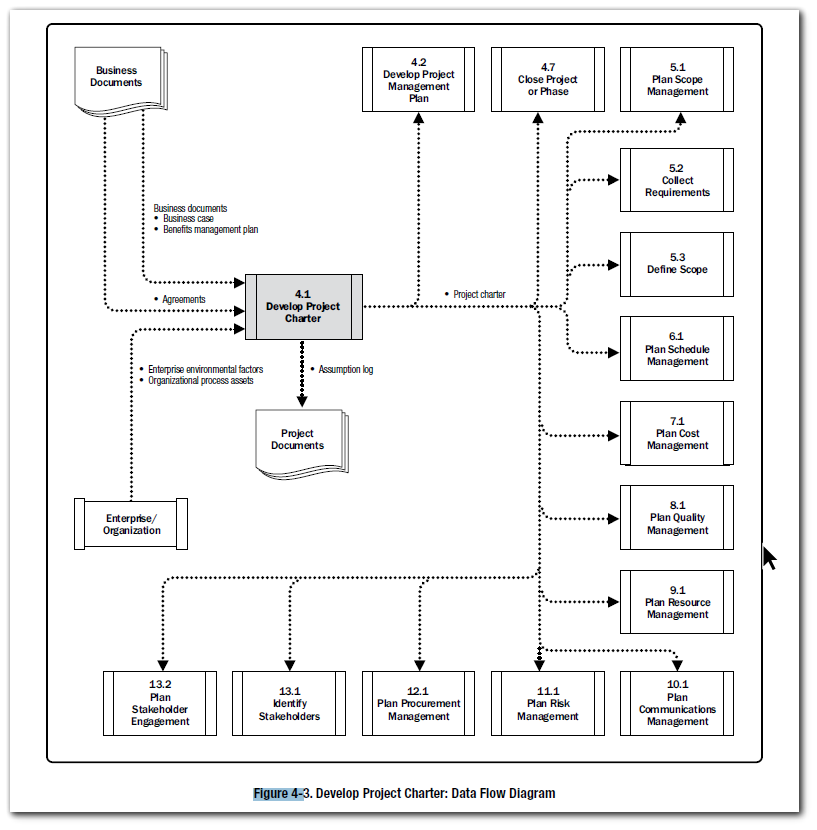 Business
Documents
4.2
Develop Project
Management
Plan
4.7
Close Project
or Phase
5.1
Plan Scope
Management
5.2
Collect
Requirements
Business documents
• Business case
• Benefits management plan
5.3
Define Scope
• Agreements
4.1
Develop Project
Charter
• Project charter
6.1
Plan Schedule
Management
• Enterprise environmental factors
• Organizational process assets
• Assumption log
Project
Documents
7.1
Plan Cost
Management
Enterprise/
Organization
8.1
Plan Quality
Management
9.1
Plan Resource
Management
13.2
Plan
Stakeholder
Engagement
13.1
Identify
Stakeholders
12.1
Plan Procurement
Management
11.1
Plan Risk
Management
10.1
Plan
Communications
Management
Figure 4-3. Develop Project Charter: Data Flow Diagram